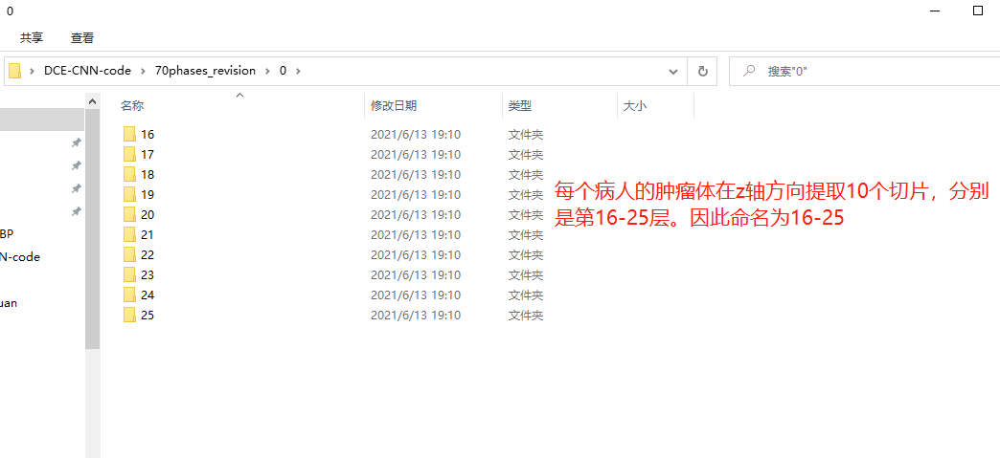 0
共享 查看
DCE-CNN-code 70phases_revision 0 搜索"0"
名称 修改日期 类型 大小
16 2021/6/13 19:10 文件夹
17 2021/6/13 19:10 文件夹
18 2021/6/13 19:10 文件夹
19 2021/6/13 19:10 文件夹
20 2021/6/13 19:10 文件夹
21 2021/6/13 19:10 文件夹
22 2021/6/13 19:10 文件夹
23 2021/6/13 19:10 文件夹
24 2021/6/13 19:10 文件夹
25 2021/6/13 19:10 文件夹
每个病人的肿瘤体在z轴方向提取10个切片，分别
是第16-25层。因此命名为16-25
BP
N-code
uan